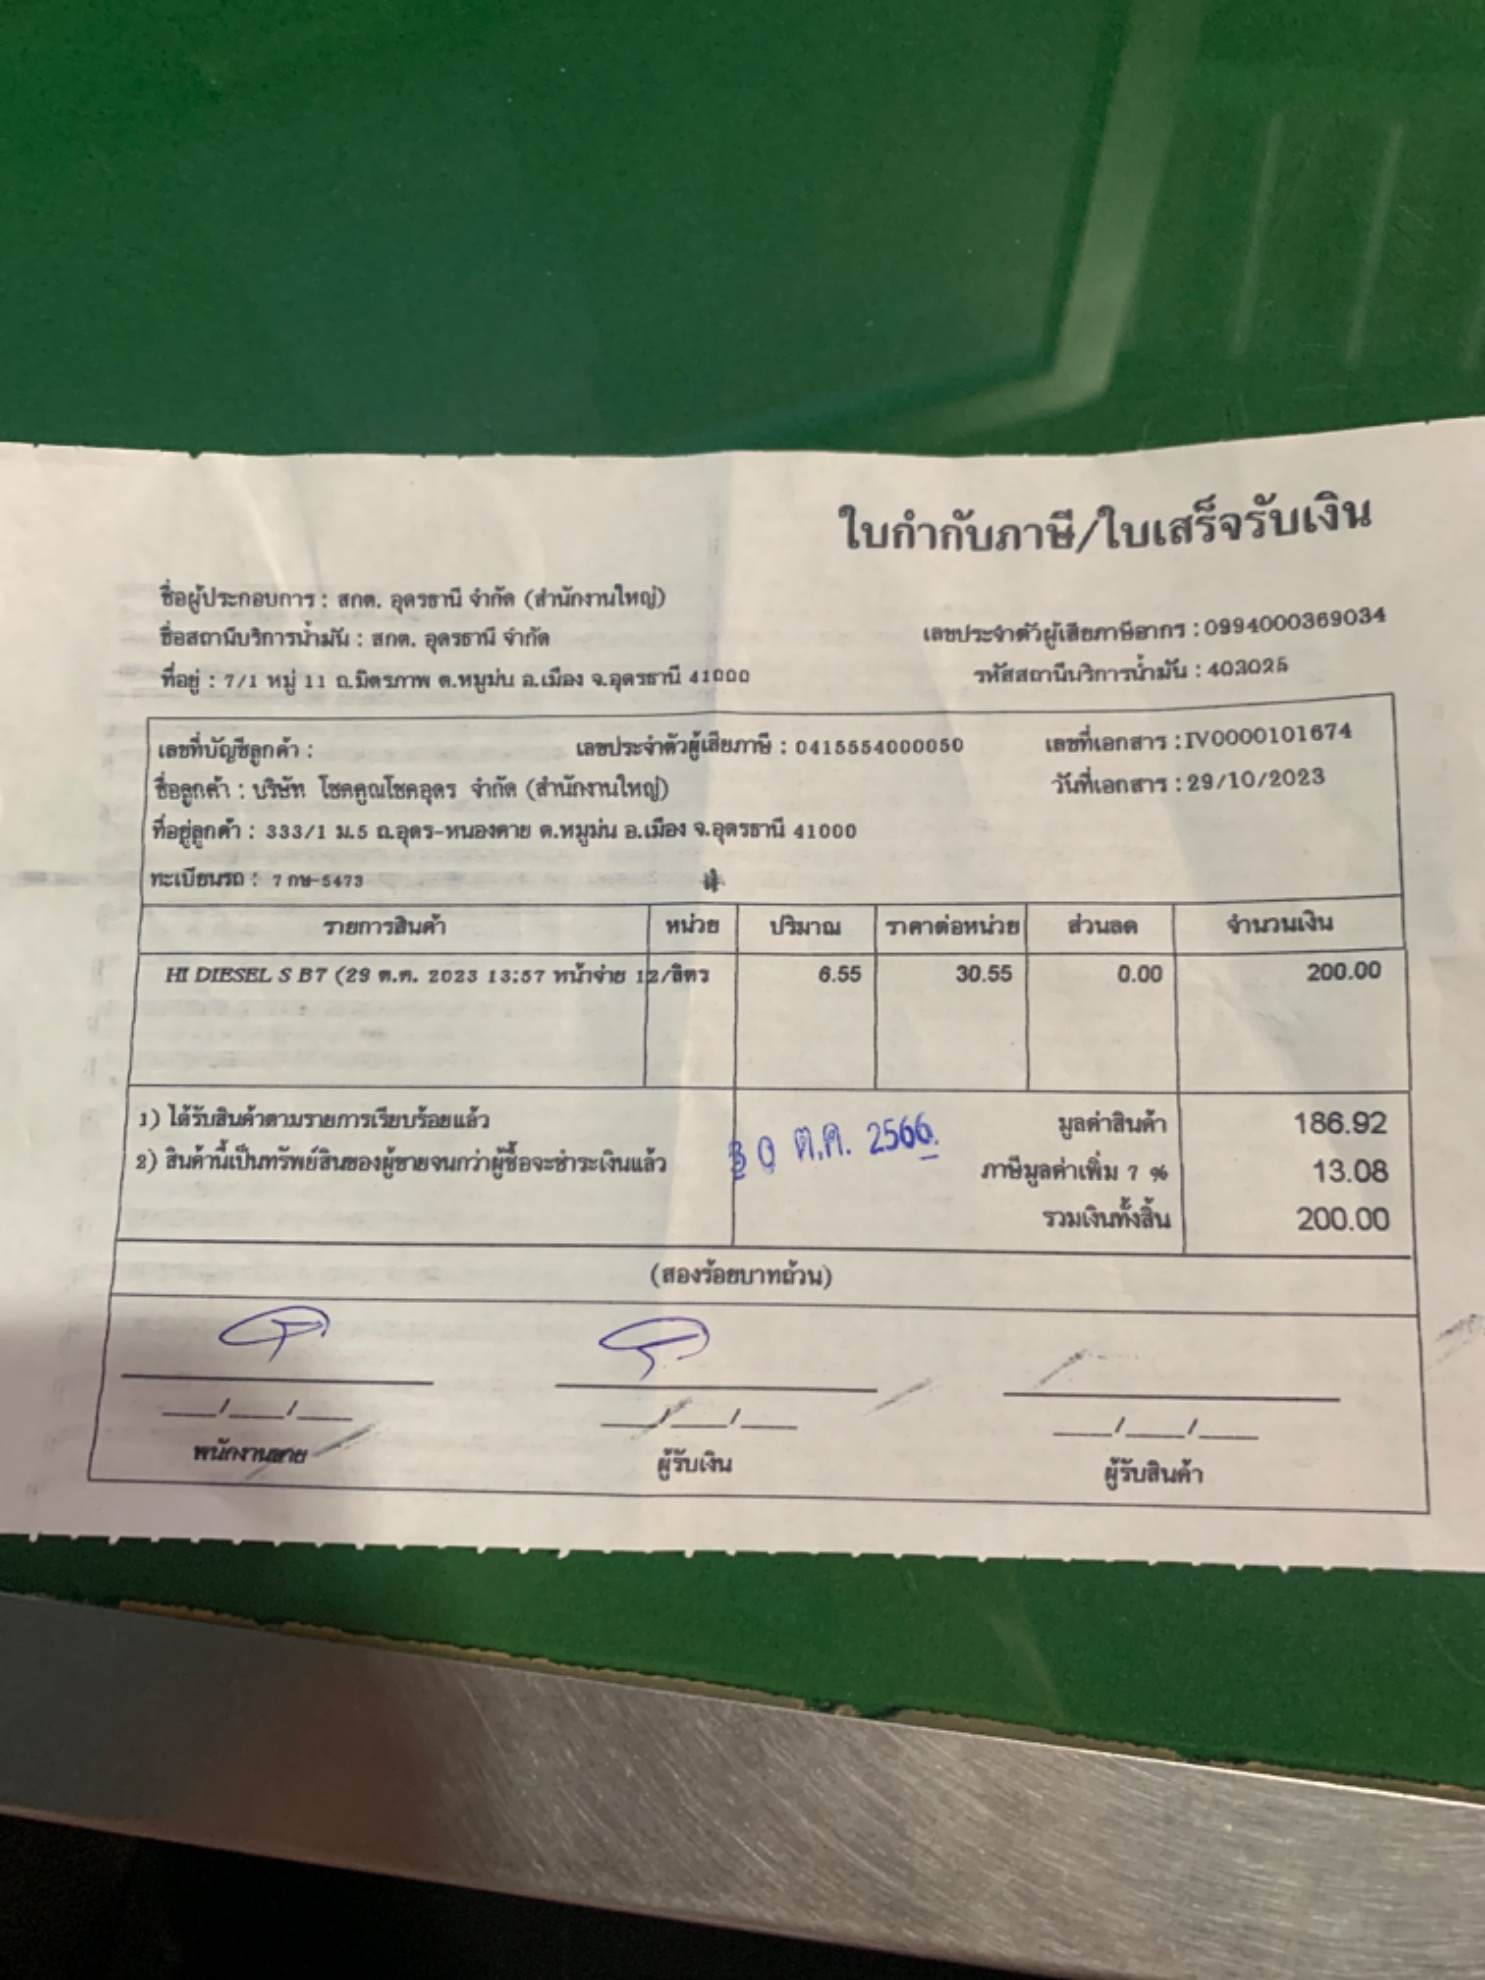 ใบกำกับภาษี/ใบเสร็จรับเงิน
ชื่อผู้ประกอบการ : สกต. อุดรธานี จำกัด (สำนักงานใหญ่)
ชื่อสถานีบริการน้ำมัน : สกต. อุดรธานี จำกัด เลขประจำตัวผู้เสียภาษีอากร : 0994000369034
ที่อยู่ : 7/1 หมู่ 11 ถ.มิตรภาพ ต.หมูม่น อ.เมือง จ.อุดรธานี 41000 รหัสสถานีบริการน้ำมัน : 403025
เลขที่บัญชีลูกค้า : เลขประจำตัวผู้เสียภาษี : 0415554000050 เลขที่เอกสาร : IV0000101674
ชื่อลูกค้า : บริษัท โชคคูณโชคอุดร จำกัด (สำนักงานใหญ่) วันที่เอกสาร : 29/10/2023
ที่อยู่ลูกค้า : 333/1 ม.5 ถ.อุดร-หนองคาย ต.หมูม่น อ.เมือง จ.อุดรธานี 41000
ทะเบียนรถ : 7 กษ-5473
รายการสินค้า หน่วย ปริมาณ ราคาต่อหน่วย ส่วนลด จำนวนเงิน
HI DIESEL S B7 (29 ต.ค. 2023 13:57 หน้าจ่าย 12/ลิตร 6.55 30.55 0.00 200.00
1) ได้รับสินค้าตามรายการเรียบร้อยแล้ว มูลค่าสินค้า 186.92
2) สินค้านี้เป็นทรัพย์สินของผู้ขายจนกว่าผู้ซื้อจะชำระเงินแล้ว 30 ต.ค. 2566 ภาษีมูลค่าเพิ่ม 7 % 13.08
รวมเงินทั้งสิ้น 200.00
(สองร้อยบาทถ้วน)
___/___/___ ___/___/___ ___/___/___
พนักงานขาย ผู้รับเงิน ผู้รับสินค้า